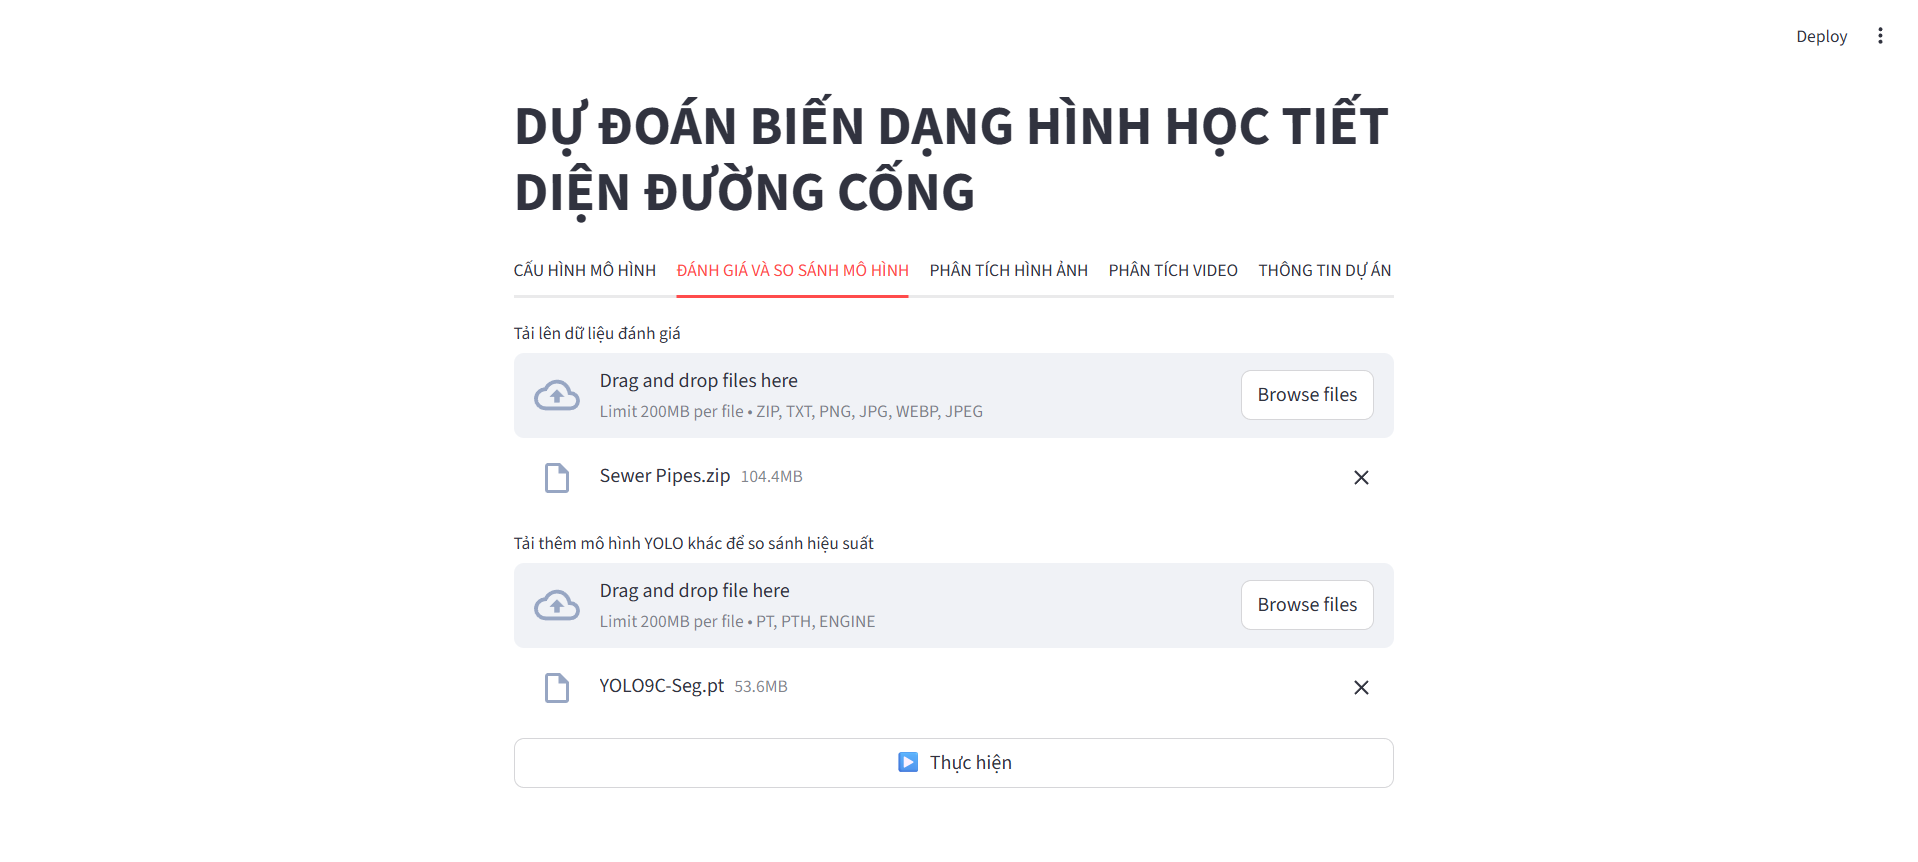 Deploy
DỰ ĐOÁN BIẾN DẠNG HÌNH HỌC TIẾT
DIỆN ĐƯỜNG CỐNG
CẤU HÌNH MÔ HÌNH ĐÁNH GIÁ VÀ SO SÁNH MÔ HÌNH PHÂN TÍCH HÌNH ẢNH PHÂN TÍCH VIDEO THÔNG TIN DỰ ÁN
Tải lên dữ liệu đánh giá
Drag and drop files here
Limit 200MB per file • ZIP, TXT, PNG, JPG, WEBP, JPEG
Browse files
Sewer Pipes.zip 104.4MB
Tải thêm mô hình YOLO khác để so sánh hiệu suất
Drag and drop file here
Limit 200MB per file • PT, PTH, ENGINE
Browse files
YOLO9C-Seg.pt 53.6MB
Thực hiện